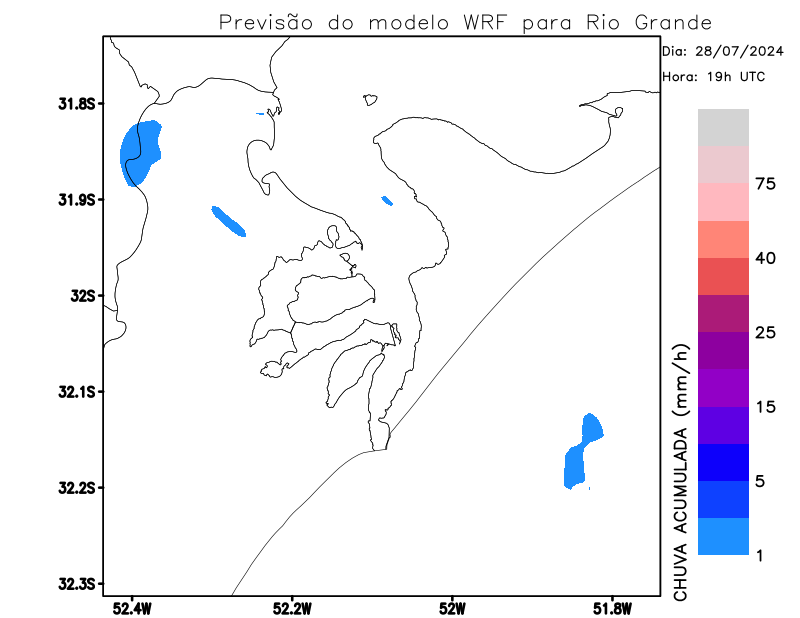 Previsão do modelo WRF para Rio Grande
Dia: 28/07/2024
Hora: 19h UTC
31.8S
31.9S
32S
32.1S
32.2S
32.3S
52.4W
52.2W
52W
51.8W
75
40
25
15
5
1
CHUVA ACUMULADA (mm/h)